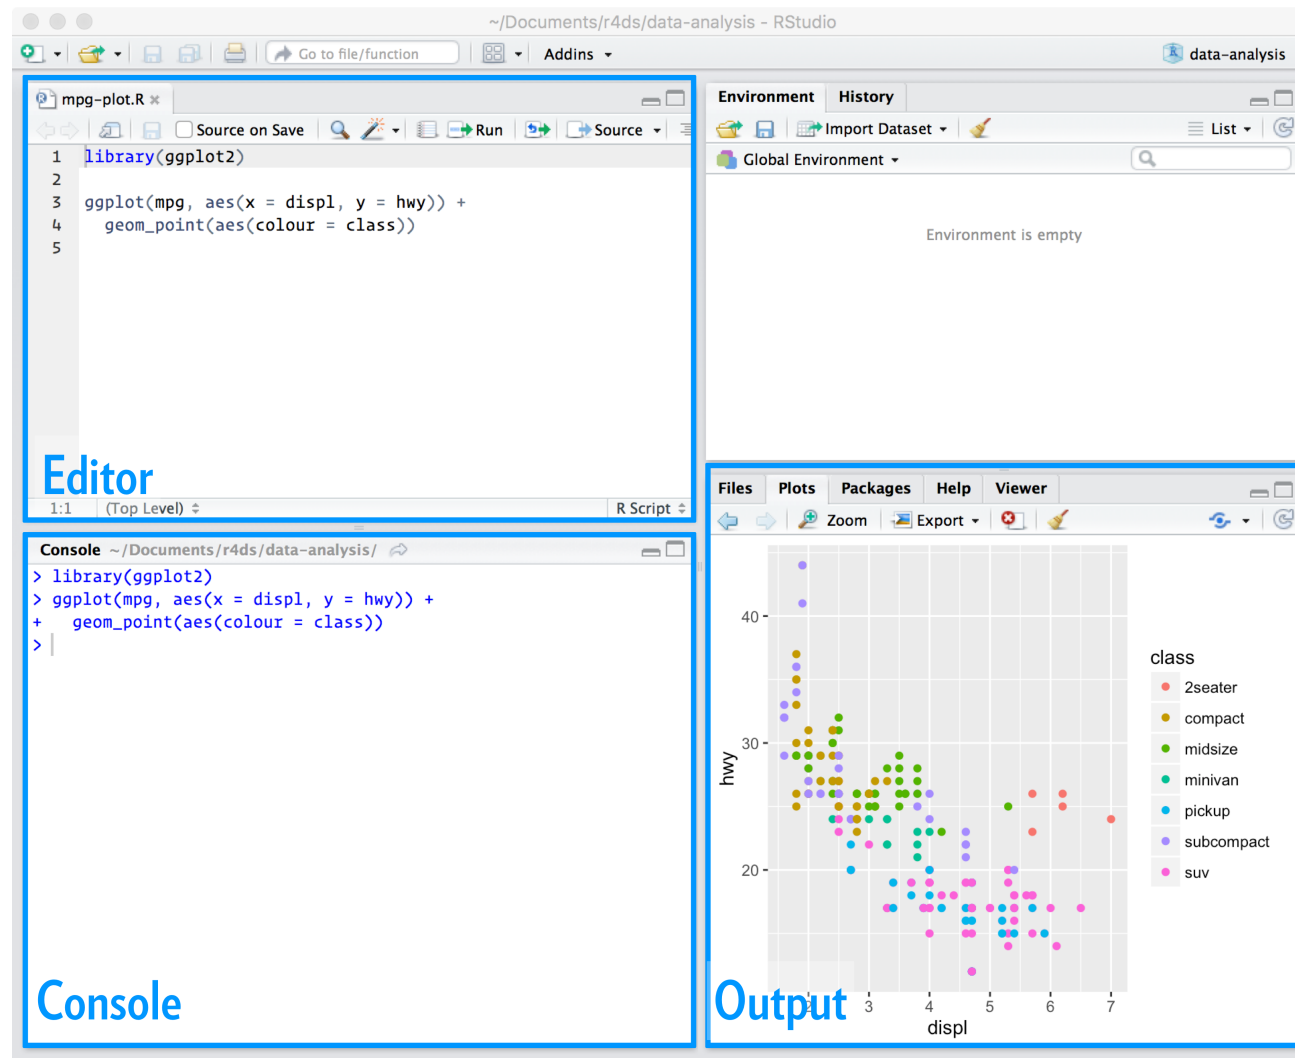 ~/Documents/r4ds/data-analysis - RStudio
Go to file/function
Addins
data-analysis
mpg-plot.R
Source on Save
Run
Source
1 library(ggplot2)
2
3 ggplot(mpg, aes(x = displ, y = hwy)) +
4   geom_point(aes(colour = class))
5
Editor
1:1 (Top Level) R Script
Console ~/Documents/r4ds/data-analysis/
> library(ggplot2)
> ggplot(mpg, aes(x = displ, y = hwy)) +
+   geom_point(aes(colour = class))
>
Console
Environment History
Import Dataset
List
Global Environment
Environment is empty
Files Plots Packages Help Viewer
Zoom Export
40
30
20
hwy
2 3 4 5 6 7
displ
class
2seater
compact
midsize
minivan
pickup
subcompact
suv
Output